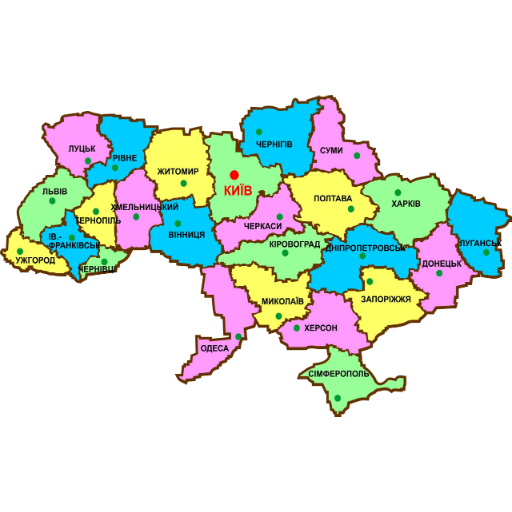 ЛУЦЬК
РІВНЕ
ЖИТОМИР
ЧЕРНІГІВ
СУМИ
КИЇВ
ЛЬВІВ
ТЕРНОПІЛЬ
ХМЕЛЬНИЦЬКИЙ
ПОЛТАВА
ХАРКІВ
ІВ.-
ФРАНКІВСЬК
ВІННИЦЯ
ЧЕРКАСИ
КІРОВОГРАД
ДНІПРОПЕТРОВСЬК
ЛУГАНСЬК
УЖГОРОД
ЧЕРНІВЦІ
ДОНЕЦЬК
МИКОЛАЇВ
ЗАПОРІЖЖЯ
ХЕРСОН
ОДЕСА
СІМФЕРОПОЛЬ